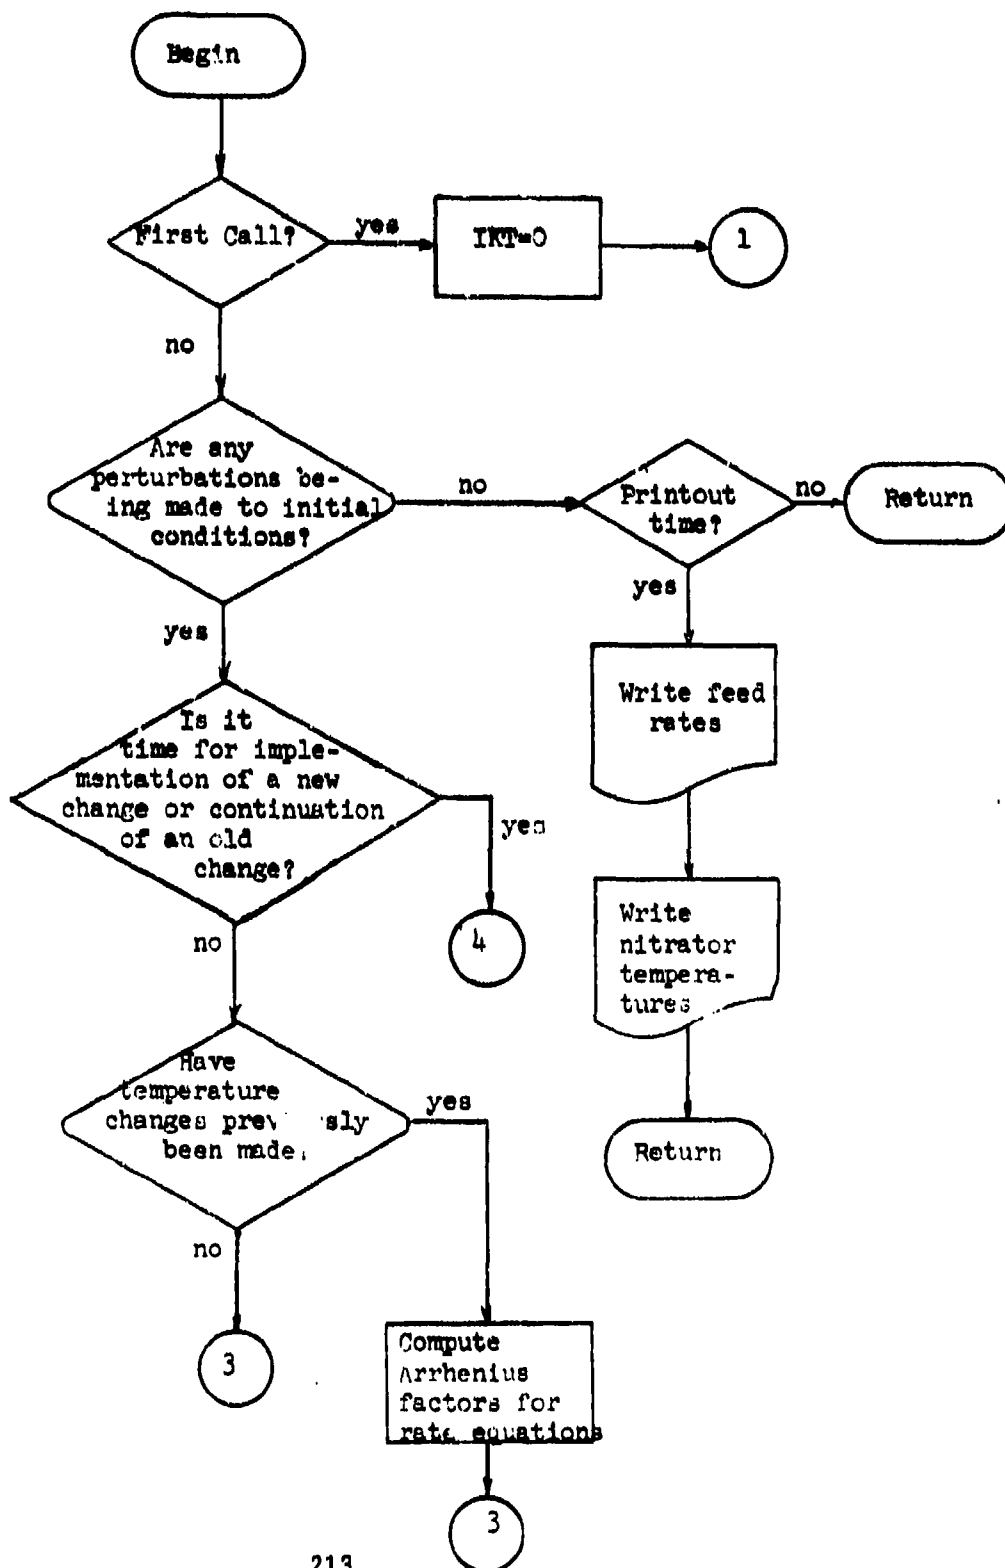 Begin
First Call?
yes
IKT=0
1
no
Are any
perturbations be-
ing made to initial
conditions?
no
Printout
time?
no
Return
yes
Write feed
rates
Write
nitrator
tempera-
tures
Return
yes
Is it
time for imple-
mentation of a new
change or continuation
of an old
change?
yes
4
no
Have
temperature
changes
been made
yes
Compute
Arrhenius
factors for
rate equations
3
no
3
213